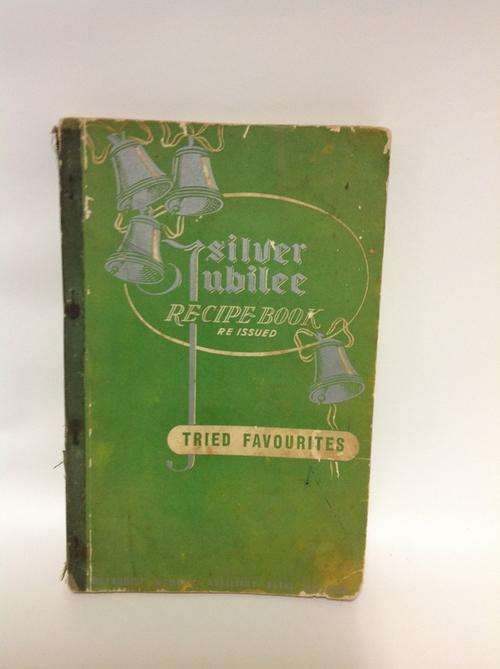 silver
Jubilee
RECIPE BOOK
RE ISSUED
TRIED FAVOURITES